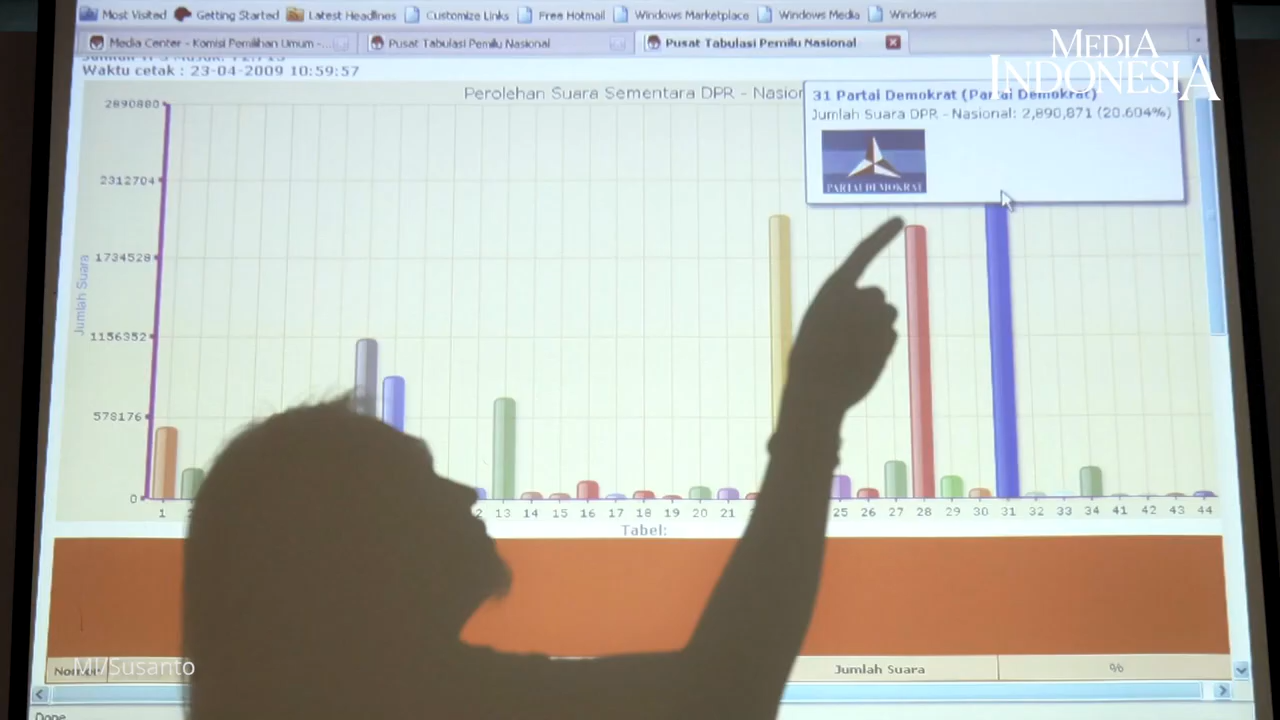 Most Visited Getting Started Latest Headlines Customize Links Free Hotmail Windows Marketplace Windows Media Windows
Media Center - Komisi Pemilihan Umum -... Pusat Tabulasi Pemilu Nasional Pusat Tabulasi Pemilu Nasional
MEDIA
INDONESIA
Waktu cetak : 23-04-2009 10:59:57
Perolehan Suara Sementara DPR - Nasion
31 Partai Demokrat (Partai Demokrat)
Jumlah Suara DPR - Nasional: 2,890,871 (20.604%)
PARTAI DEMOKRAT
2890880
2312704
1734528
1156352
578176
0
Jumlah Suara
1 2 13 14 15 16 17 18 19 20 21 25 26 27 28 29 30 31 32 33 34 41 42 43 44
Tabel:
Jumlah Suara %
MI/Susanto
Done